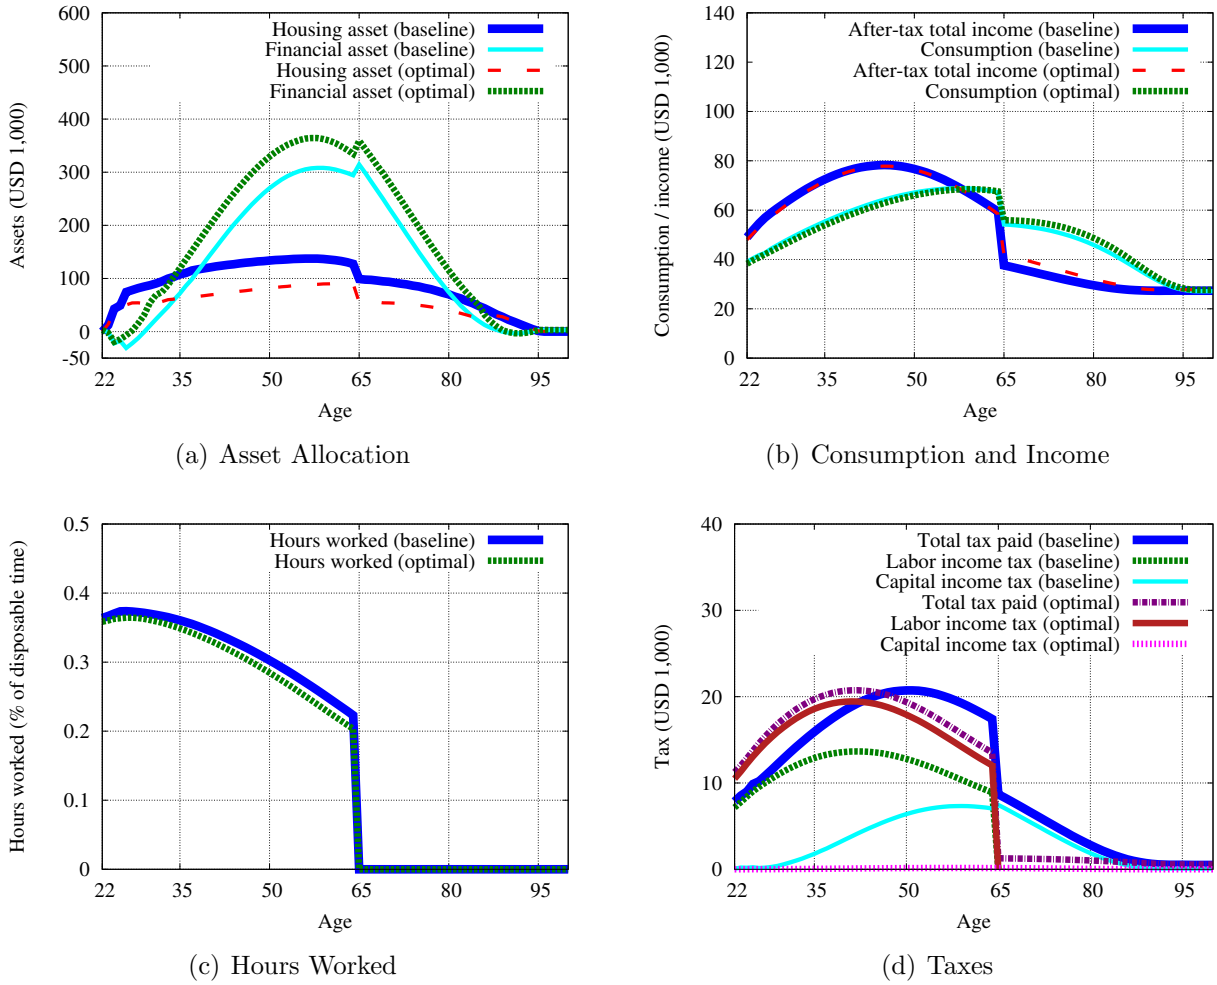 600
500
400
300
200
100
0
-50
22 35 50 65 80 95
Assets (USD 1,000)
Age
Housing asset (baseline)
Financial asset (baseline)
Housing asset (optimal)
Financial asset (optimal)
(a) Asset Allocation
140
120
100
80
60
40
20
0
22 35 50 65 80 95
Consumption / income (USD 1,000)
Age
After-tax total income (baseline)
Consumption (baseline)
After-tax total income (optimal)
Consumption (optimal)
(b) Consumption and Income
0.5
0.4
0.3
0.2
0.1
0
22 35 50 65 80 95
Hours worked (% of disposable time)
Age
Hours worked (baseline)
Hours worked (optimal)
(c) Hours Worked
40
30
20
10
0
22 35 50 65 80 95
Tax (USD 1,000)
Age
Total tax paid (baseline)
Labor income tax (baseline)
Capital income tax (baseline)
Total tax paid (optimal)
Labor income tax (optimal)
Capital income tax (optimal)
(d) Taxes